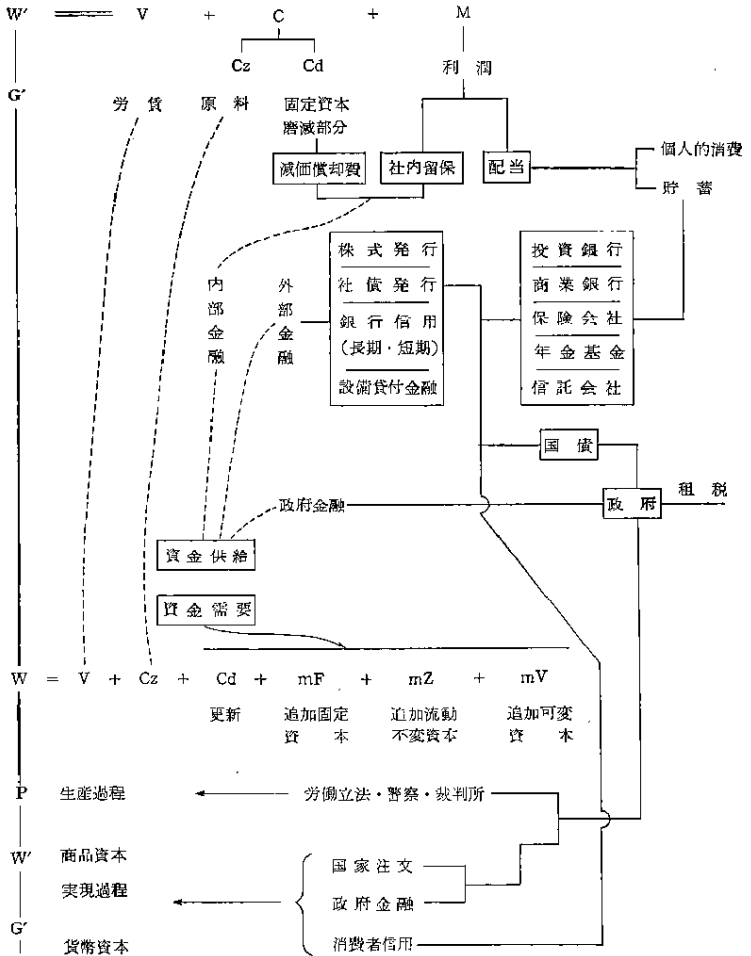 W' = V + C + M
Cz Cd
利潤
G'
労賃 原料 固定資本
磨滅部分
減価償却費 社内留保 配当
個人的消費
貯蓄
内部金融
外部金融
株式発行
社債発行
銀行信用
(長期・短期)
設備貸付金融
投資銀行
商業銀行
保険会社
年金基金
信託会社
国債
政府金融
政府
租税
資金供給
資金需要
W = V + Cz + Cd + mF + mZ + mV
更新 追加固定 追加流動 追加可変
資本 不変資本 資本
P 生産過程 労働立法・警察・裁判所
W' 商品資本
実現過程
国家注文
政府金融
消費者信用
G' 貨幣資本